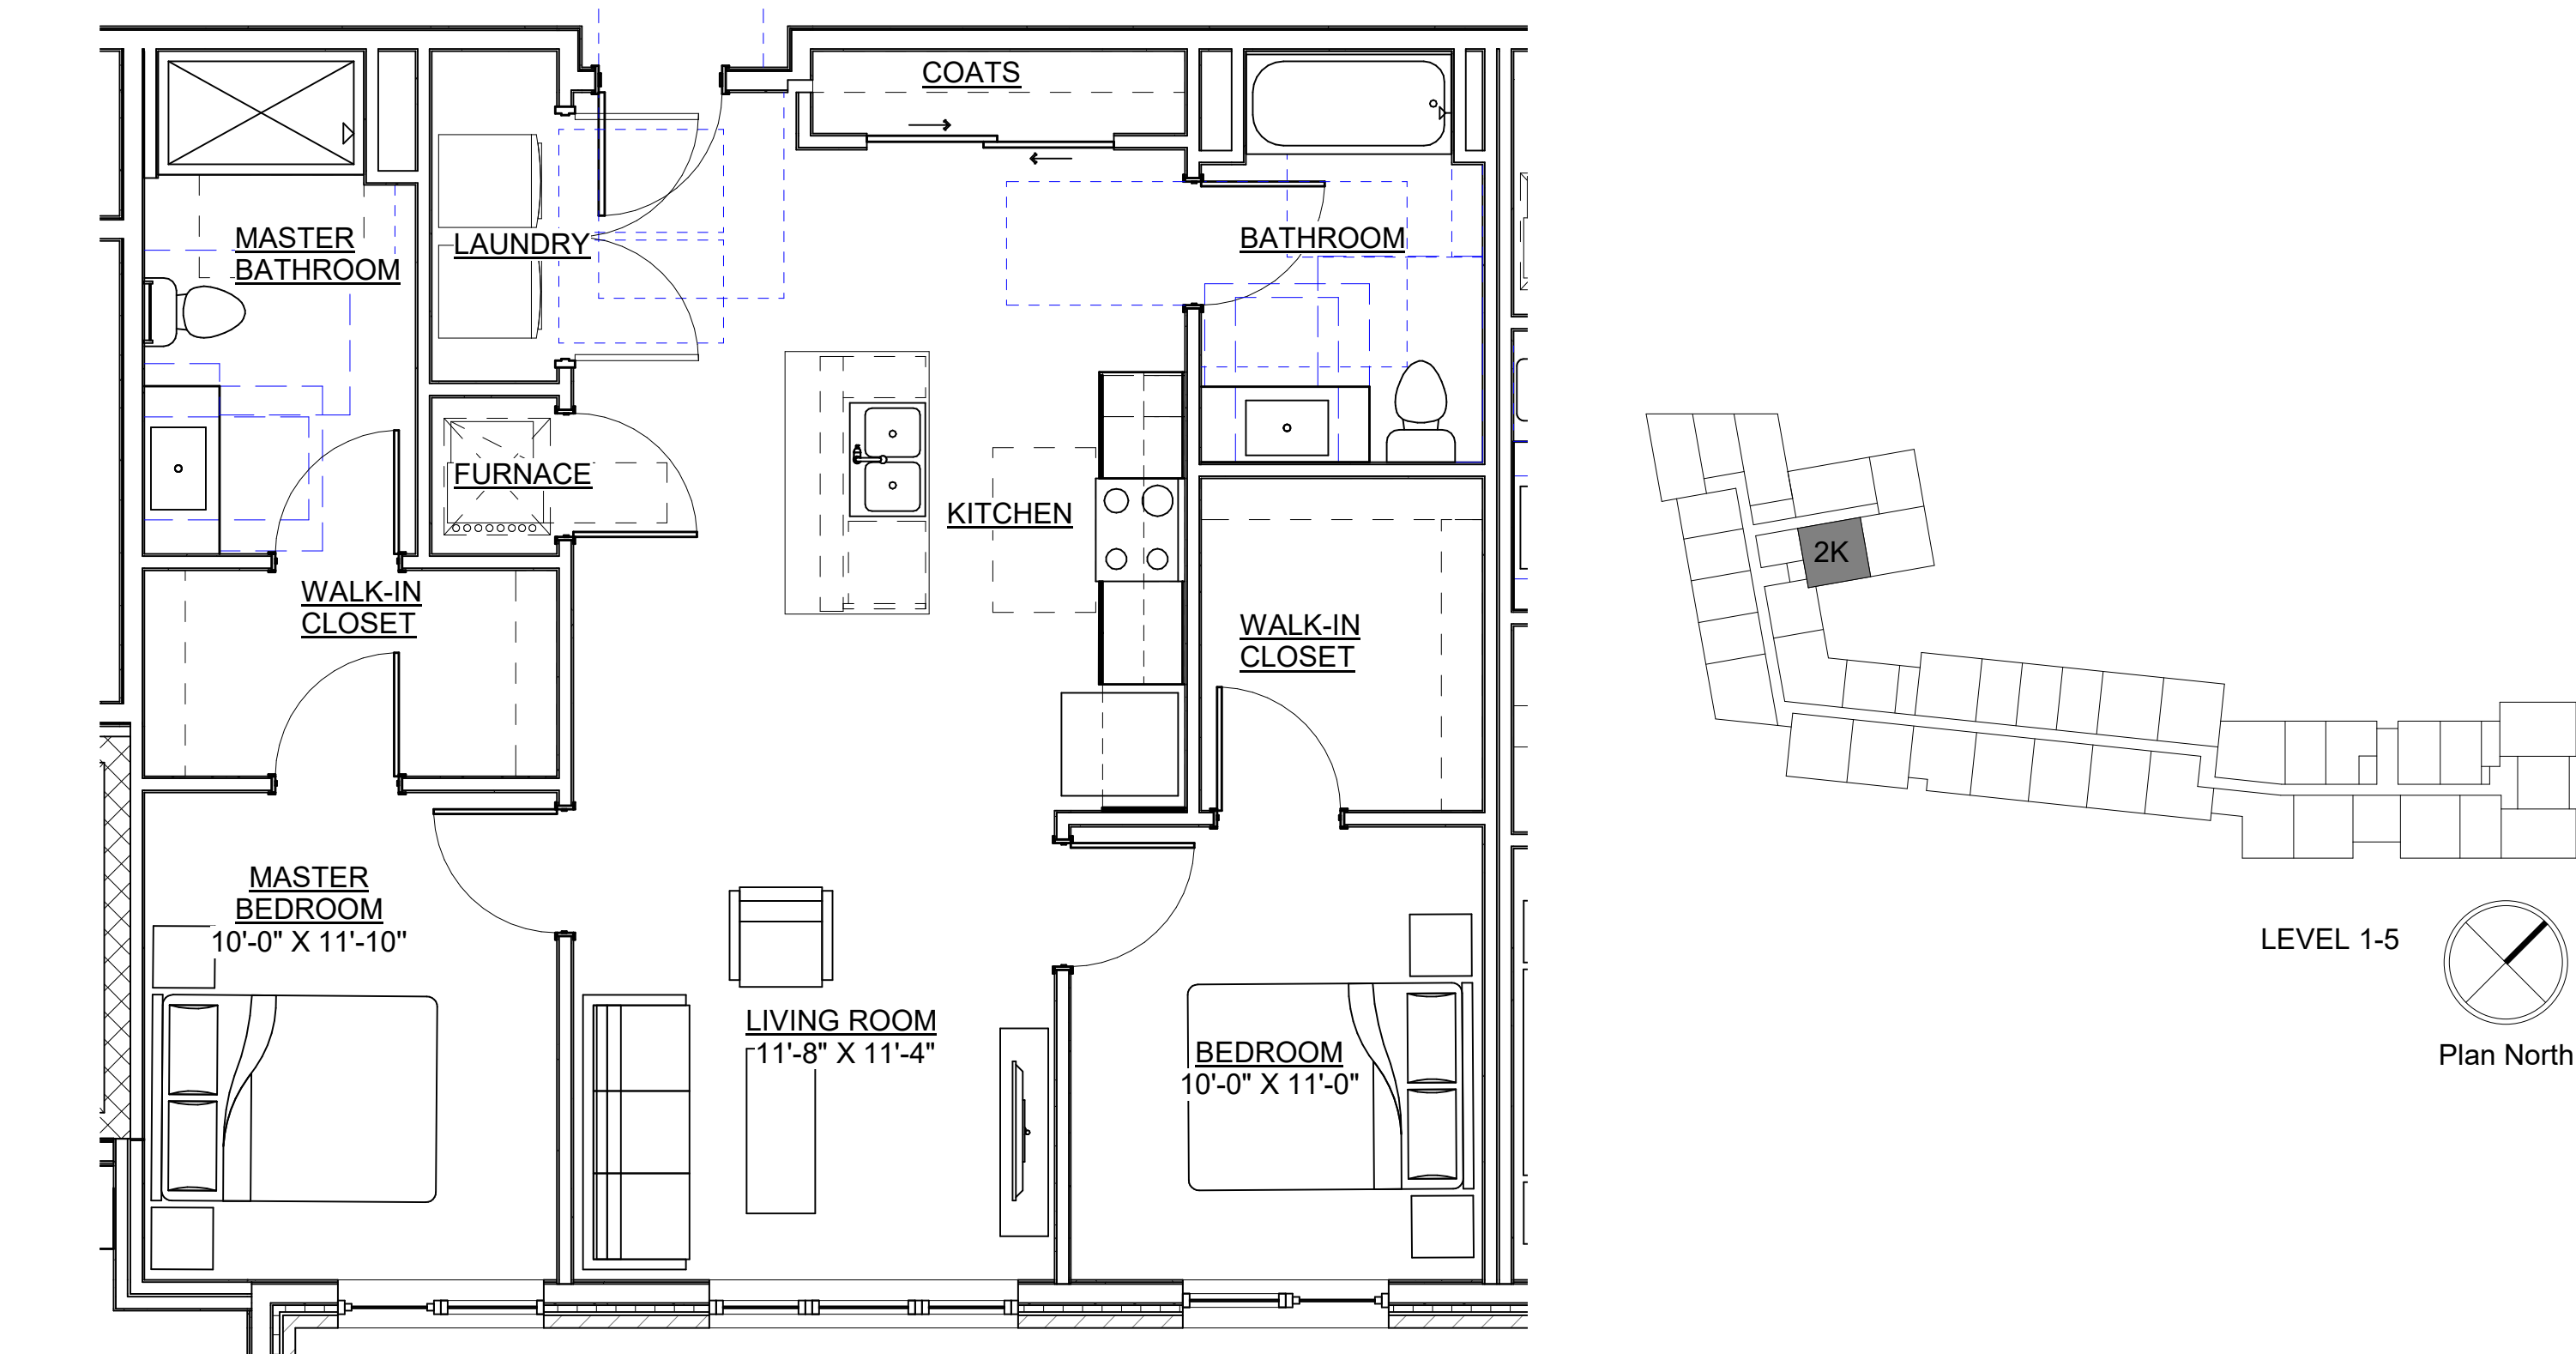 COATS
MASTER
BATHROOM
LAUNDRY
BATHROOM
FURNACE
KITCHEN
WALK-IN
CLOSET
WALK-IN
CLOSET
MASTER
BEDROOM
10'-0" X 11'-10"
LIVING ROOM
11'-8" X 11'-4"
BEDROOM
10'-0" X 11'-0"
2K
LEVEL 1-5
Plan North